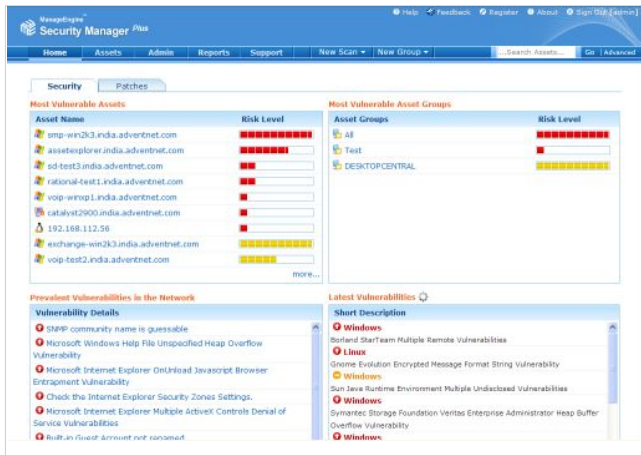 ManageEngine
Security Manager Plus
Help Feedback Register About Sign Out [admin]
Home Assets Admin Reports Support New Scan New Group ...Search Assets... Go Advanced
Security Patches
Most Vulnerable Assets
Asset Name Risk Level
smp-win2k3.india.adventnet.com
assetexplorer.india.adventnet.com
sd-test3.india.adventnet.com
rational-test1.india.adventnet.com
voip-winxp1.india.adventnet.com
catalyst2900.india.adventnet.com
192.168.112.56
exchange-win2k3.india.adventnet.com
voip-test2.india.adventnet.com
more...
Most Vulnerable Asset Groups
Asset Groups Risk Level
All
Test
DESKTOPCENTRAL
Prevalent Vulnerabilities in the Network
Vulnerability Details
SNMP community name is guessable
Microsoft Windows Help File Unspecified Heap Overflow
Vulnerability
Microsoft Internet Explorer OnUnload Javascript Browser
Entrapment Vulnerability
Check the Internet Explorer Security Zones Settings.
Microsoft Internet Explorer Multiple ActiveX Controls Denial of
Service Vulnerabilities
Built-in Guest Account not renamed
Latest Vulnerabilities
Short Description
Windows
Borland StarTeam Multiple Remote Vulnerabilities
Linux
Gnome Evolution Encrypted Message Format String Vulnerability
Windows
Sun Java Runtime Environment Multiple Undisclosed Vulnerabilities
Windows
Symantec Storage Foundation Veritas Enterprise Administrator Heap Buffer
Overflow Vulnerability
Windows